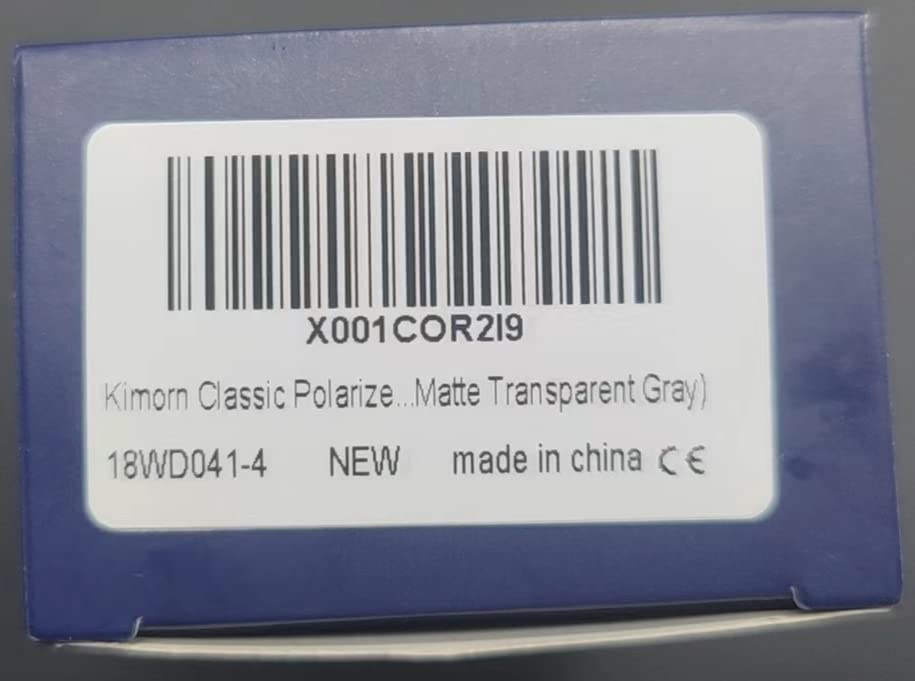 X001COR2I9
Kimorn Classic Polarize...Matte Transparent Gray)
18WD041-4 NEW made in china CE